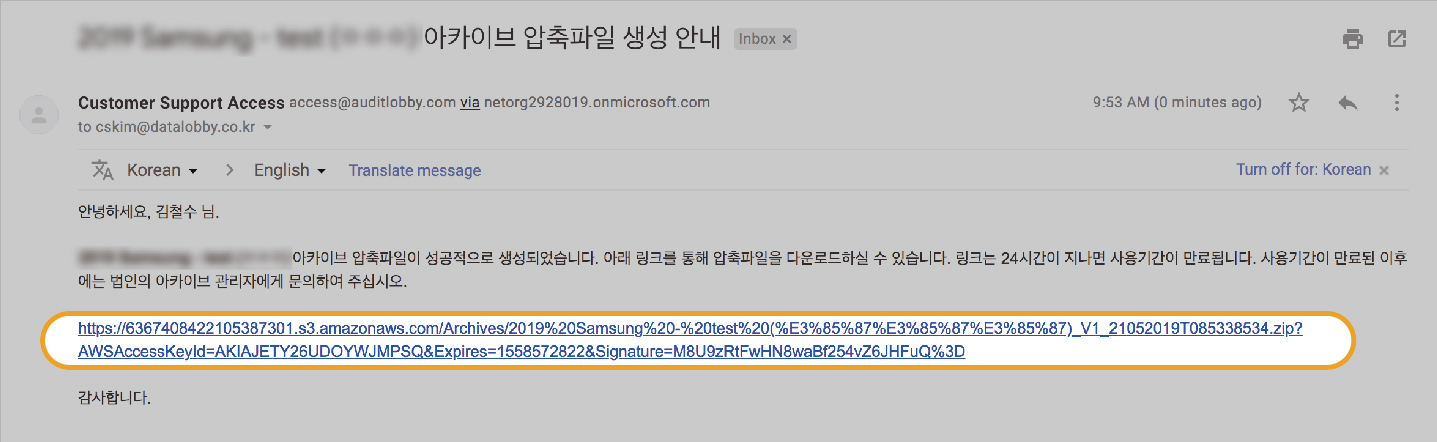 아카이브 압축파일 생성 안내 Inbox ×
Customer Support Access access@auditlobby.com via netorg2928019.onmicrosoft.com 9:53 AM (0 minutes ago)
to cskim@datalobby.co.kr
Korean > English Translate message Turn off for: Korean ×
안녕하세요, 김철수 님.
아카이브 압축파일이 성공적으로 생성되었습니다. 아래 링크를 통해 압축파일을 다운로드하실 수 있습니다. 링크는 24시간이 지나면 사용기간이 만료됩니다. 사용기간이 만료된 이후
에는 법인의 아카이브 관리자에게 문의하여 주십시오.
https://6367408422105387301.s3.amazonaws.com/Archives/2019%20Samsung%20-%20test%20(%E3%85%87%E3%85%87%E3%85%87)_V1_21052019T085338534.zip?
AWSAccessKeyId=AKIAJETY26UDOYWJMPSQ&Expires=1558572822&Signature=M8U9zRtFwHN8waBf254vZ6JHFuQ%3D
감사합니다.